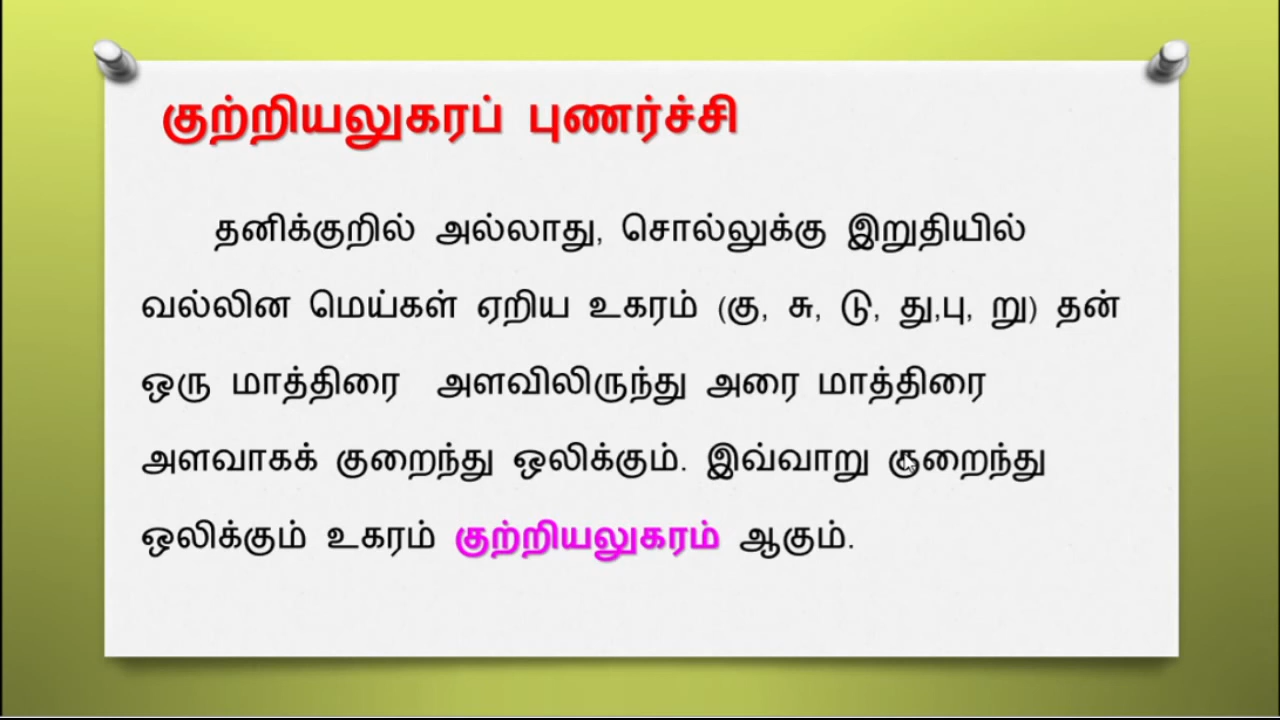 குற்றியலுகரப் புணர்ச்சி
தனிக்குறில் அல்லாது, சொல்லுக்கு இறுதியில்
வல்லின மெய்கள் ஏறிய உகரம் (கு, சு, டு, து,பு, று) தன்
ஒரு மாத்திரை அளவிலிருந்து அரை மாத்திரை
அளவாகக் குறைந்து ஒலிக்கும். இவ்வாறு குறைந்து
ஒலிக்கும் உகரம் குற்றியலுகரம் ஆகும்.